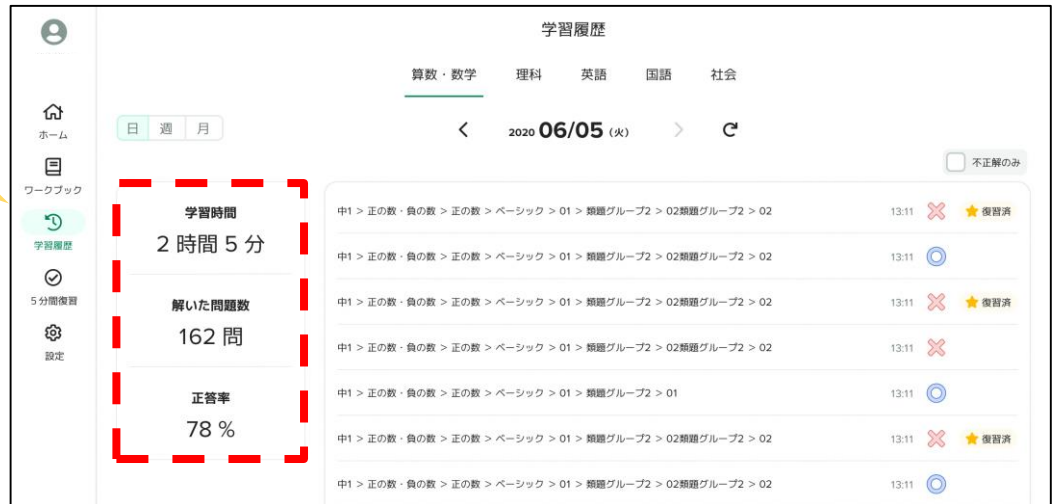 学習履歴
算数・数学 理科 英語 国語 社会
ホーム
ワークブック
学習履歴
5分間復習
設定
日 週 月
2020 06/05 (火)
不正解のみ
学習時間
2 時間 5 分
解いた問題数
162 問
正答率
78 %
中1 > 正の数・負の数 > 正の数 > ベーシック > 01 > 類題グループ2 > 02類題グループ2 > 02 13:11 復習済
中1 > 正の数・負の数 > 正の数 > ベーシック > 01 > 類題グループ2 > 02類題グループ2 > 02 13:11
中1 > 正の数・負の数 > 正の数 > ベーシック > 01 > 類題グループ2 > 02類題グループ2 > 02 13:11 復習済
中1 > 正の数・負の数 > 正の数 > ベーシック > 01 > 類題グループ2 > 02類題グループ2 > 02 13:11
中1 > 正の数・負の数 > 正の数 > ベーシック > 01 > 類題グループ2 > 01 13:11
中1 > 正の数・負の数 > 正の数 > ベーシック > 01 > 類題グループ2 > 02類題グループ2 > 02 13:11 復習済
中1 > 正の数・負の数 > 正の数 > ベーシック > 01 > 類題グループ2 > 02類題グループ2 > 02 13:11